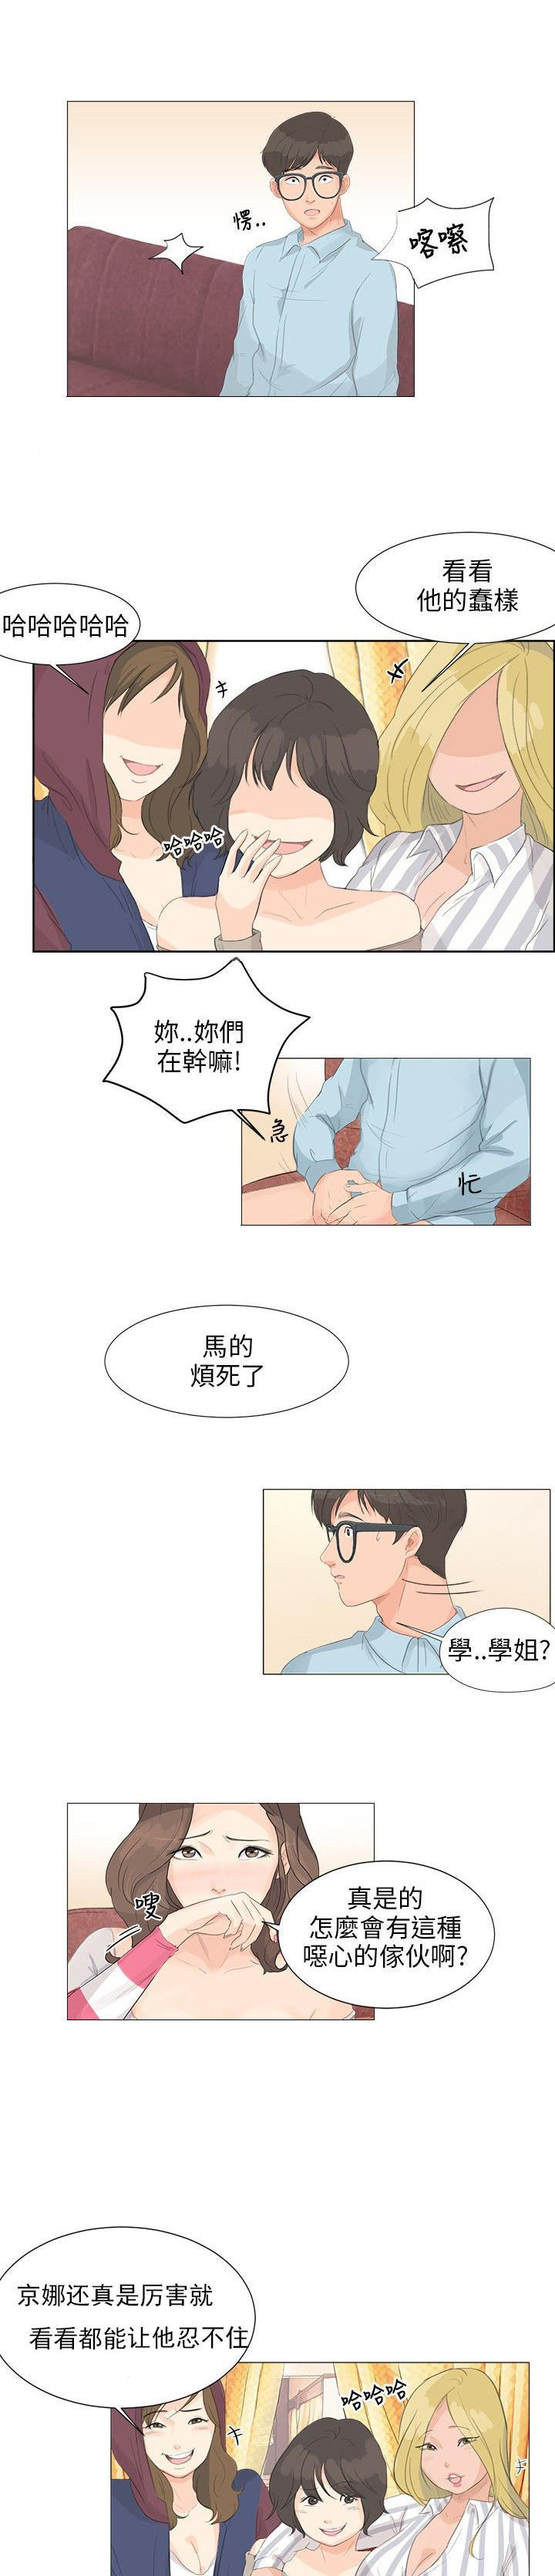 愣..
喀嚓
看看
他的蠢樣
哈哈哈哈哈
哈哈哈
妳..妳們
在幹嘛!
急
忙
馬的
煩死了
學..學姐?
嗖
真是的
怎麼會有這種
噁心的傢伙啊?
京娜还真是厉害就
看看都能让他忍不住
哈哈哈